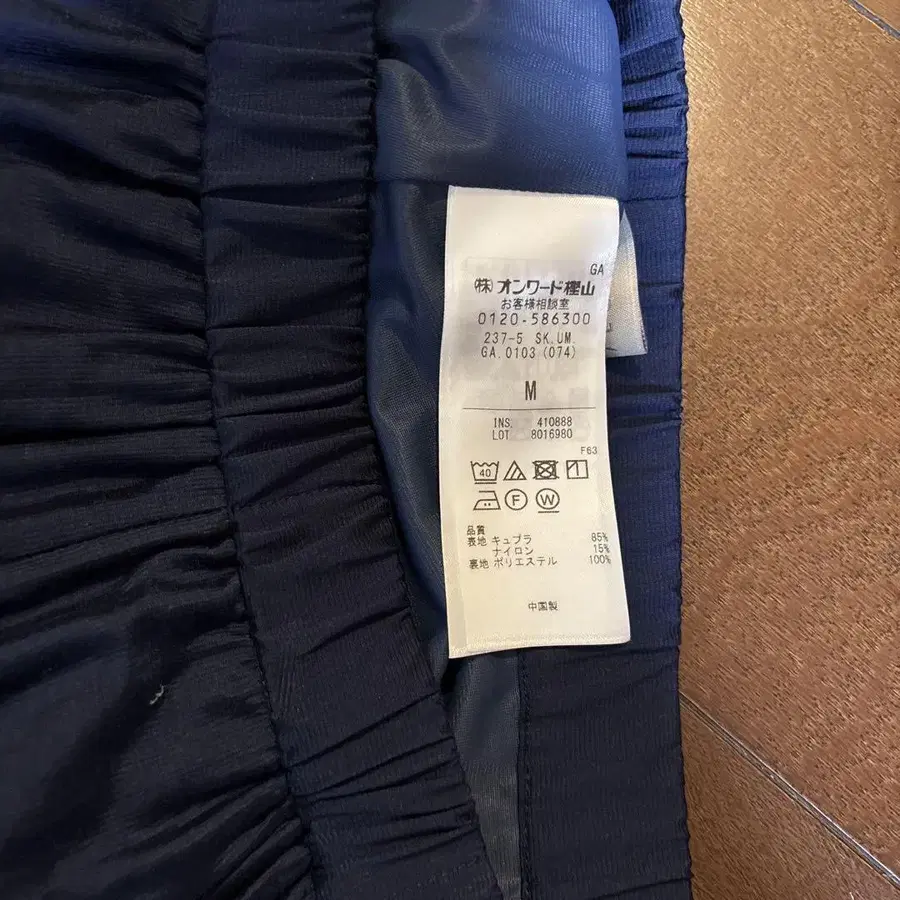 GA
㈱オンワード樫山
お客様相談室
0120-586300
237-5 SK.UM.
GA.0103 (074)
M
INS. 410888
LOT 8016980
F63
40
F W
品質
表地 キュプラ 85%
ナイロン 15%
裏地 ポリエステル 100%
中国製